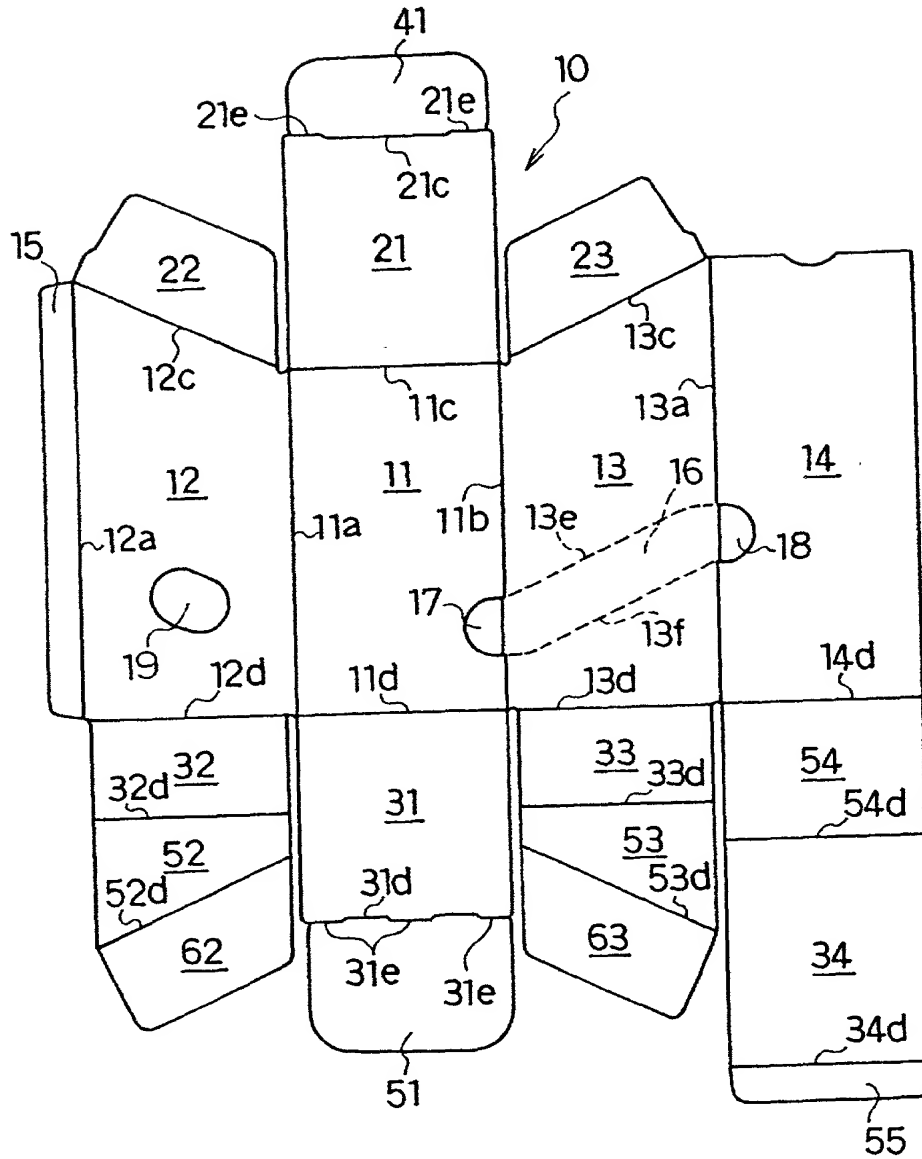 41
10
21e 21e
21c
15
22 21 23
12c 13c
11c 13a
12 11 13 16 14
12a 11a 11b 13e
17 18
19 13f
12d 11d 13d 14d
32 33 54
32d 31 33d 54d
52 53
52d 31d 53d
62 31e 31e 63 34
34d
51
55